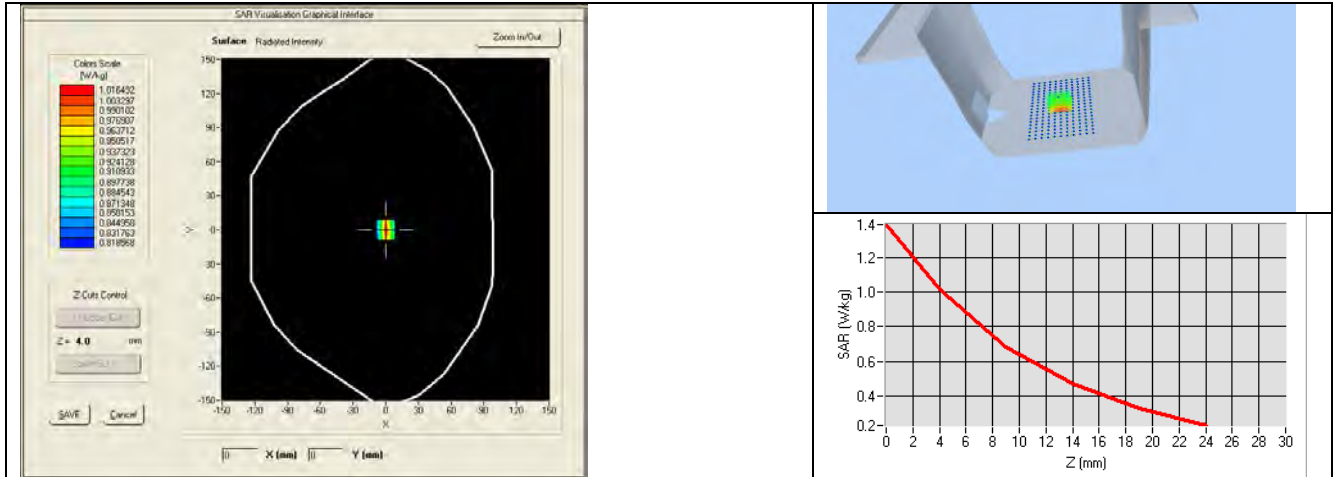 SAR Visualisation Graphical Interface
Surface Radiated Intensity
Zoom In/Out
Colors Scale
[W/kg]
1.016492
1.003297
0.990102
0.976907
0.963712
0.950517
0.937323
0.924128
0.910933
0.897738
0.884543
0.871348
0.858153
0.844958
0.831763
0.818568
150-
120-
90-
60-
30-
0-
-30-
-60-
-90-
-120-
-150-
Y
-150 -120 -90 -60 -30 0 30 60 90 120 150
X
Z Cuts Control
Z = 4.0 mm
SAVE Cancel
0 X (mm) 0 Y (mm)
SAR (W/kg)
1.4-
1.2-
1.0-
0.8-
0.6-
0.4-
0.2-
0 2 4 6 8 10 12 14 16 18 20 22 24 26 28 30
Z (mm)